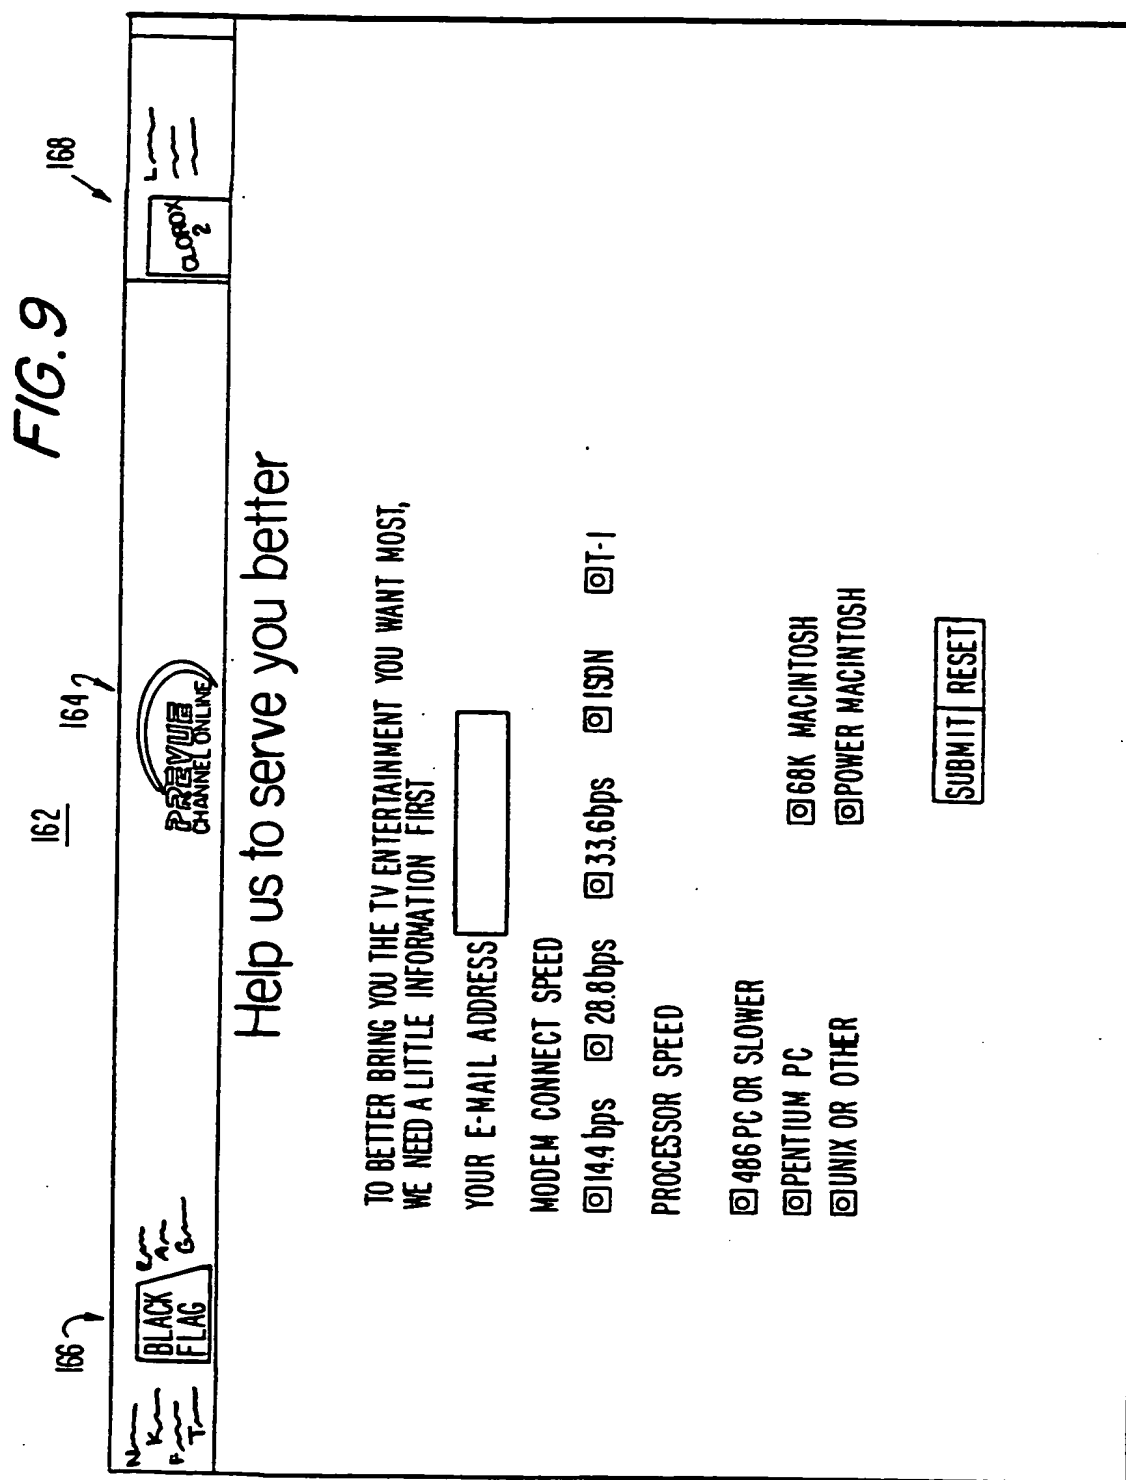 FIG. 9
162
164
166
168
N
K
F
T
BLACK
FLAG
R
A
G
PREVUE
CHANNEL ONLINE
CLOROX
2
L
Help us to serve you better
TO BETTER BRING YOU THE TV ENTERTAINMENT YOU WANT MOST,
WE NEED A LITTLE INFORMATION FIRST
YOUR E-MAIL ADDRESS
MODEM CONNECT SPEED
14.4 bps 28.8bps 33.6bps ISDN T-1
PROCESSOR SPEED
486 PC OR SLOWER
PENTIUM PC 68K MACINTOSH
UNIX OR OTHER POWER MACINTOSH
SUBMIT RESET